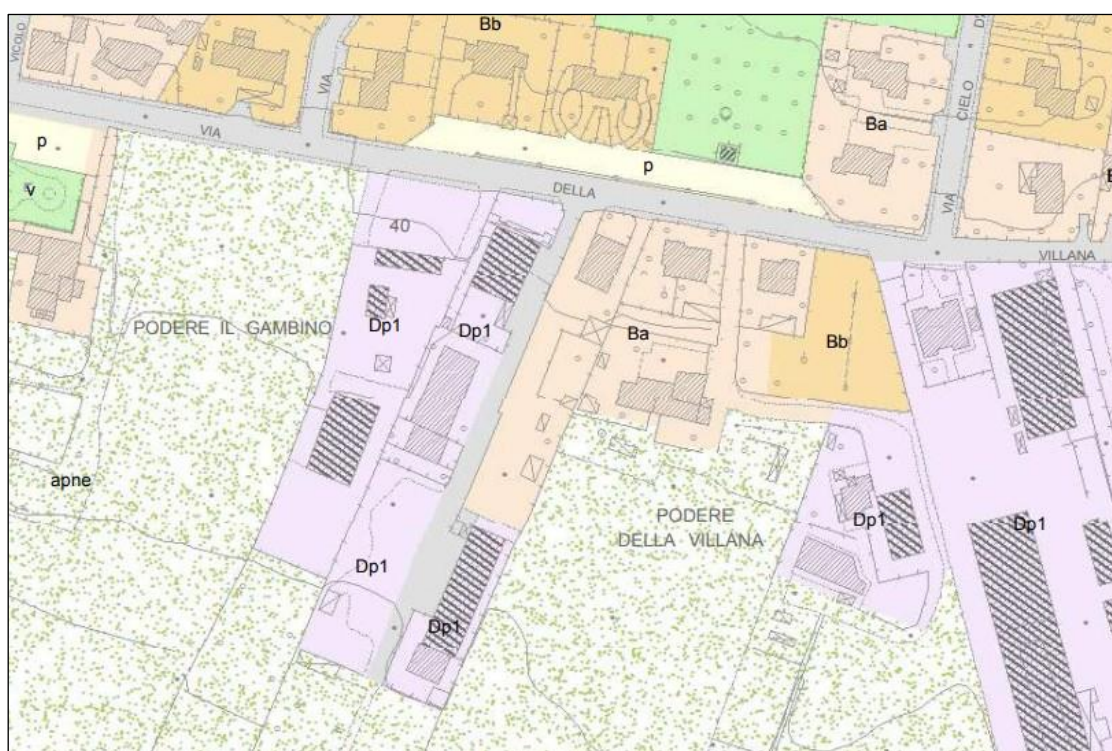 Bb
VICOLO
VIA
CIELO
Ba
VIA
p
p
v
DELLA
VIA
VILLANA
40
PODERE IL GAMBINO
Dp1
Dp1
Ba
Bb
apne
PODERE
DELLA VILLANA
Dp1
Dp1
Dp1
Dp1